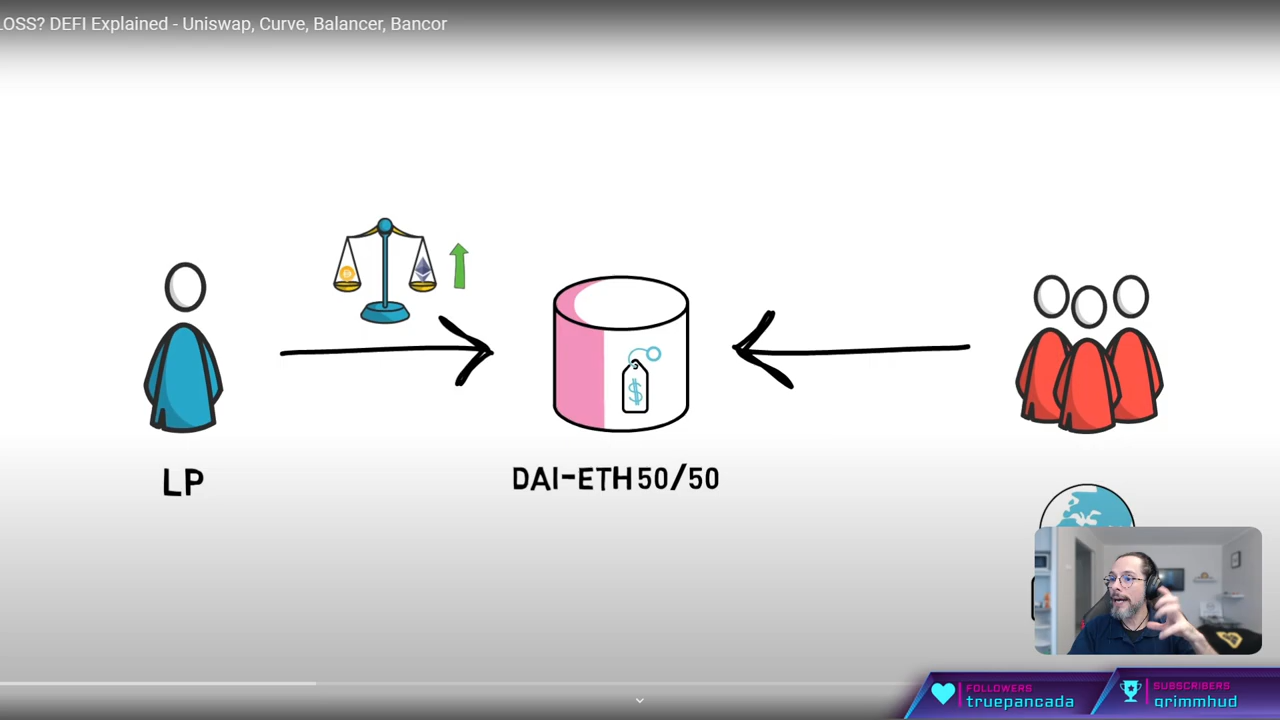 LOSS? DEFI Explained - Uniswap, Curve, Balancer, Bancor
$
LP
DAI-ETH 50/50
FOLLOWERS
truepancada
SUBSCRIBERS
grimmhud